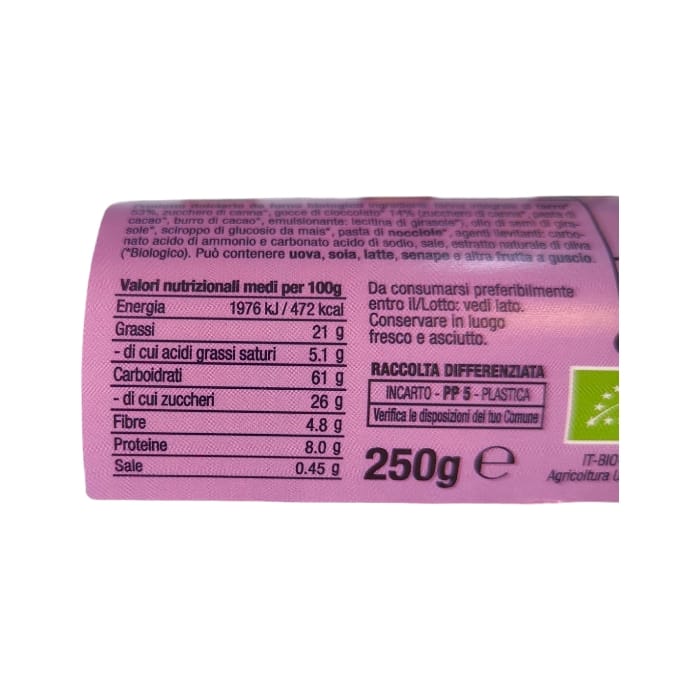 53%, zucchero di canna*, gocce di cioccolato* 14% (zucchero di canna*, pasta di
cacao*, burro di cacao*, emulsionante: lecitina di girasole*), olio di semi di gira-
sole*, sciroppo di glucosio da mais*, pasta di nocciole*, agenti lievitanti: carbo-
nato acido di ammonio e carbonato acido di sodio, sale, estratto naturale di oliva
(*Biologico). Può contenere uova, soia, latte, senape e altra frutta a guscio.
Valori nutrizionali medi per 100g
Energia 1976 kJ / 472 kcal
Grassi 21 g
- di cui acidi grassi saturi 5.1 g
Carboidrati 61 g
- di cui zuccheri 26 g
Fibre 4.8 g
Proteine 8.0 g
Sale 0.45 g
Da consumarsi preferibilmente
entro il/Lotto: vedi lato.
Conservare in luogo
fresco e asciutto.
RACCOLTA DIFFERENZIATA
INCARTO - PP 5 - PLASTICA
Verifica le disposizioni del tuo Comune
250g ℮
IT-BIO
Agricoltura U